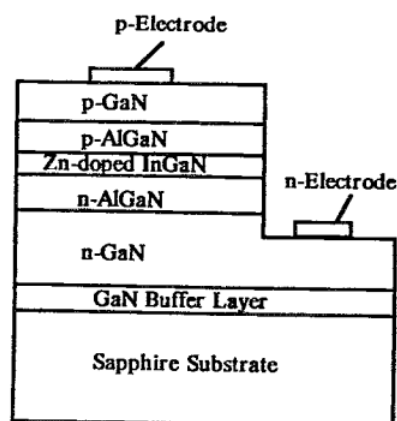 p-Electrode
p-GaN
p-AlGaN
Zn-doped InGaN
n-Electrode
n-AlGaN
n-GaN
GaN Buffer Layer
Sapphire Substrate